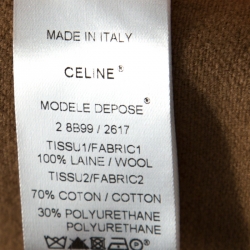 MADE IN ITALY
CELINE®
MODELE DEPOSE®
2 8B99 / 2617
TISSU1/FABRIC1
100% LAINE / WOOL
TISSU2/FABRIC2
70% COTON / COTTON
30% POLYURETHANE
POLYURETHANE